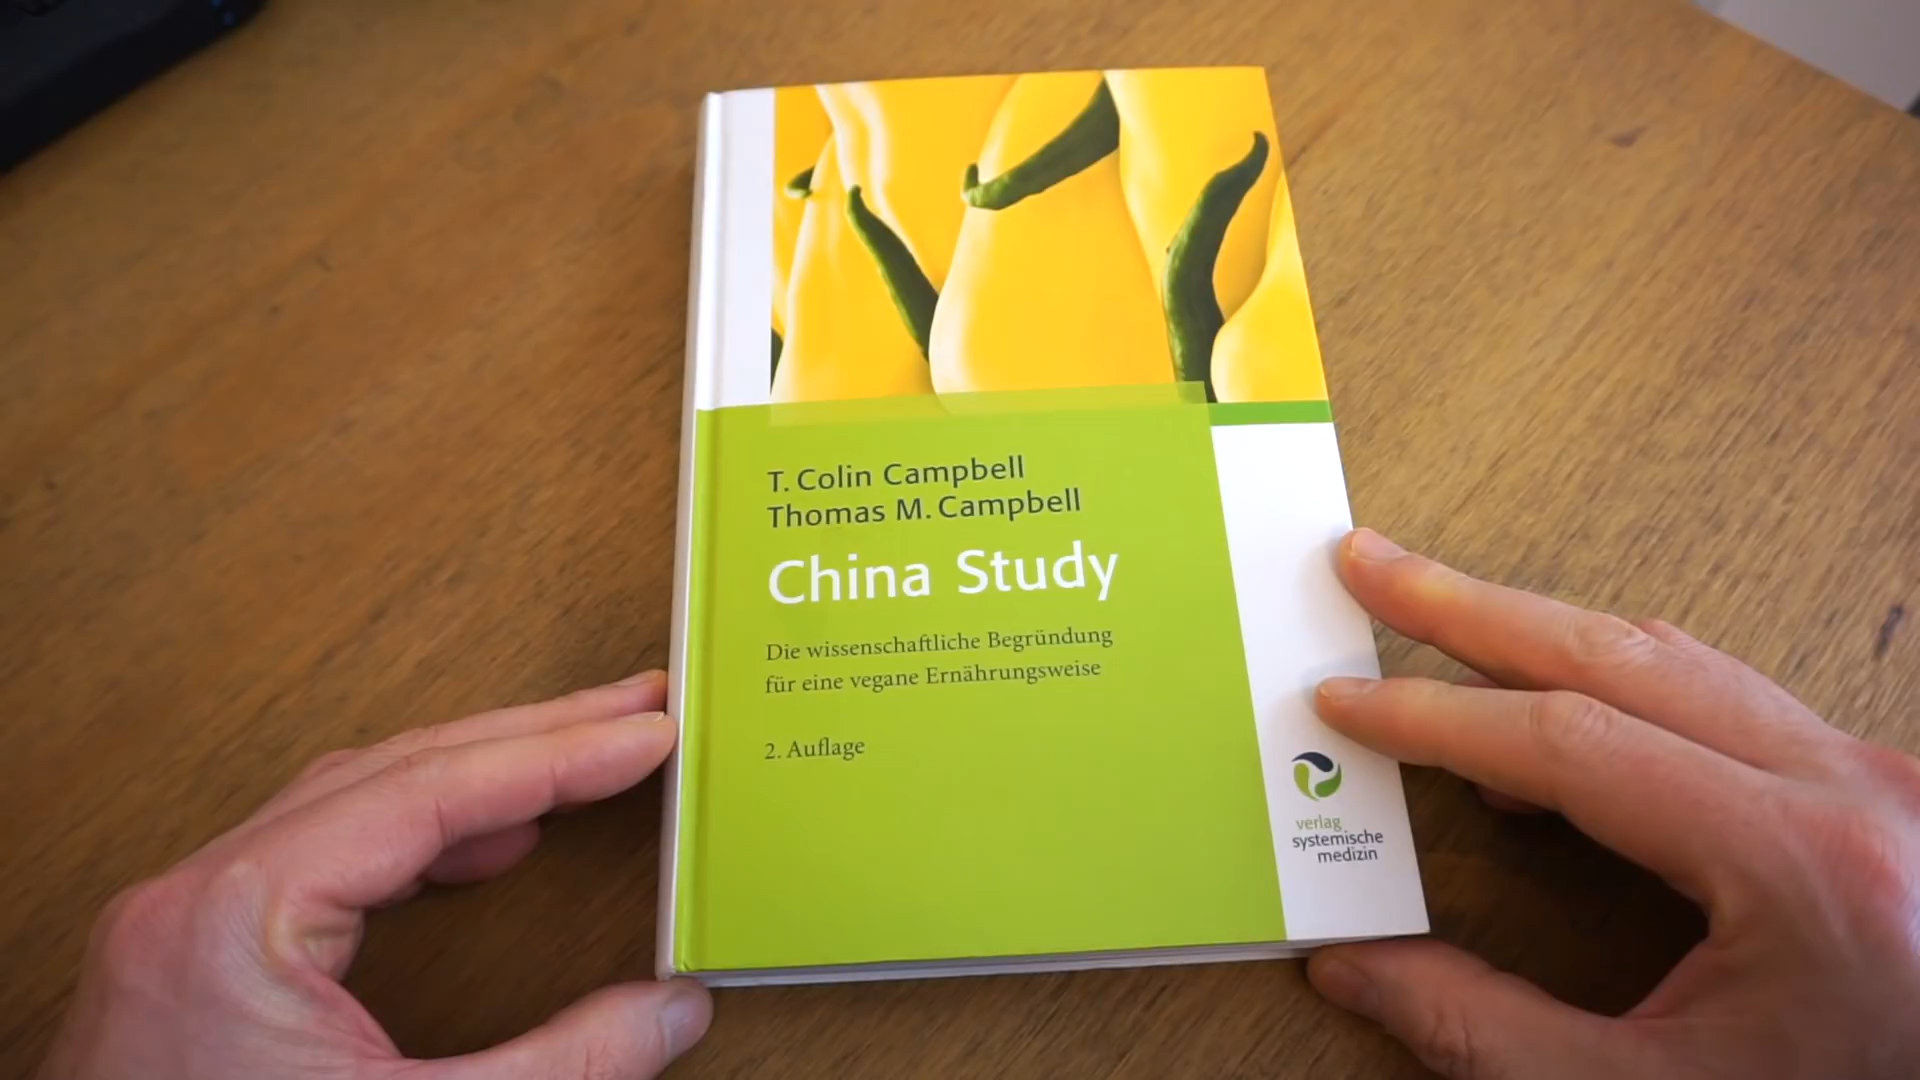 T. Colin Campbell
Thomas M. Campbell
China Study
Die wissenschaftliche Begründung
für eine vegane Ernährungsweise
2. Auflage
verlag
systemische
medizin